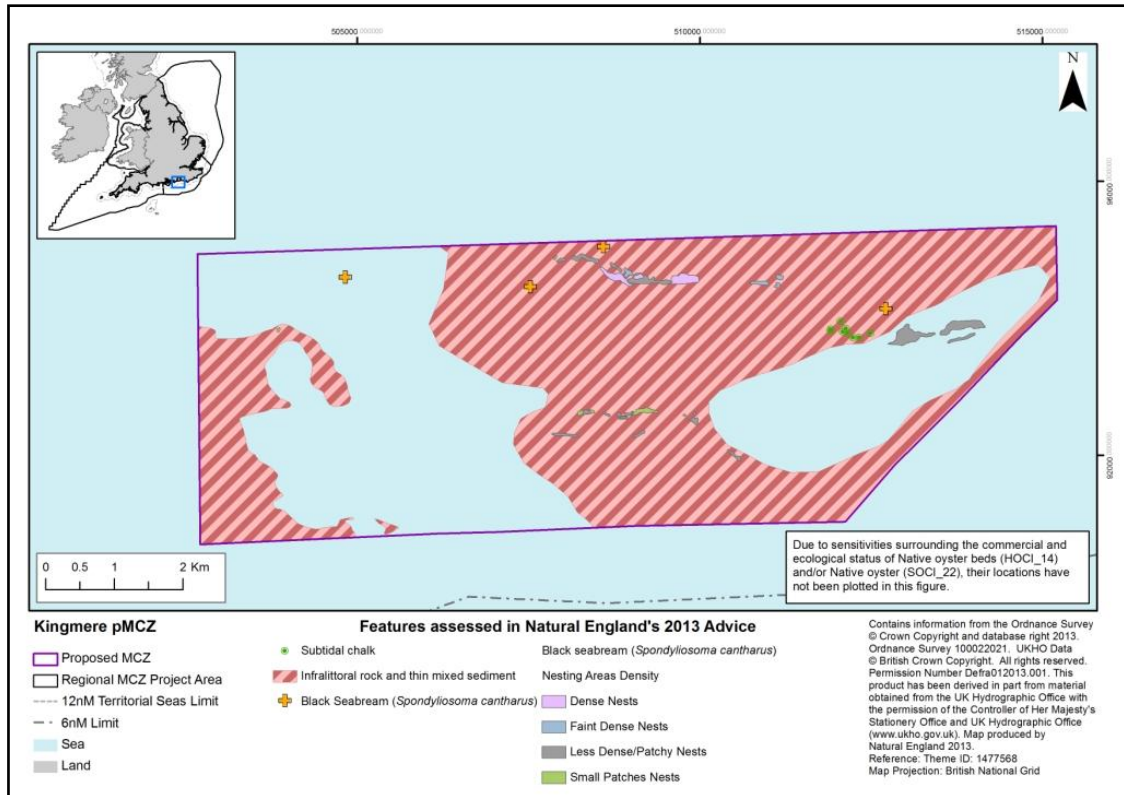 505000.000000
510000.000000
515000.000000
N
96000.000000
92000.000000
0 0.5 1 2 Km
Due to sensitivities surrounding the commercial and
ecological status of Native oyster beds (HOCI_14)
and/or Native oyster (SOCI_22), their locations have
not been plotted in this figure.
Kingmere pMCZ
Proposed MCZ
Regional MCZ Project Area
12nM Territorial Seas Limit
6nM Limit
Sea
Land
Features assessed in Natural England's 2013 Advice
Subtidal chalk
Infralittoral rock and thin mixed sediment
Black Seabream (Spondyliosoma cantharus)
Black seabream (Spondyliosoma cantharus)
Nesting Areas Density
Dense Nests
Faint Dense Nests
Less Dense/Patchy Nests
Small Patches Nests
Contains information from the Ordnance Survey
© Crown Copyright and database right 2013.
Ordnance Survey 100022021. UKHO Data
© British Crown Copyright. All rights reserved.
Permission Number Defra012013.001. This
product has been derived in part from material
obtained from the UK Hydrographic Office with
the permission of the Controller of Her Majesty's
Stationery Office and UK Hydrographic Office
(www.ukho.gov.uk). Map produced by
Natural England 2013.
Reference: Theme ID: 1477568
Map Projection: British National Grid